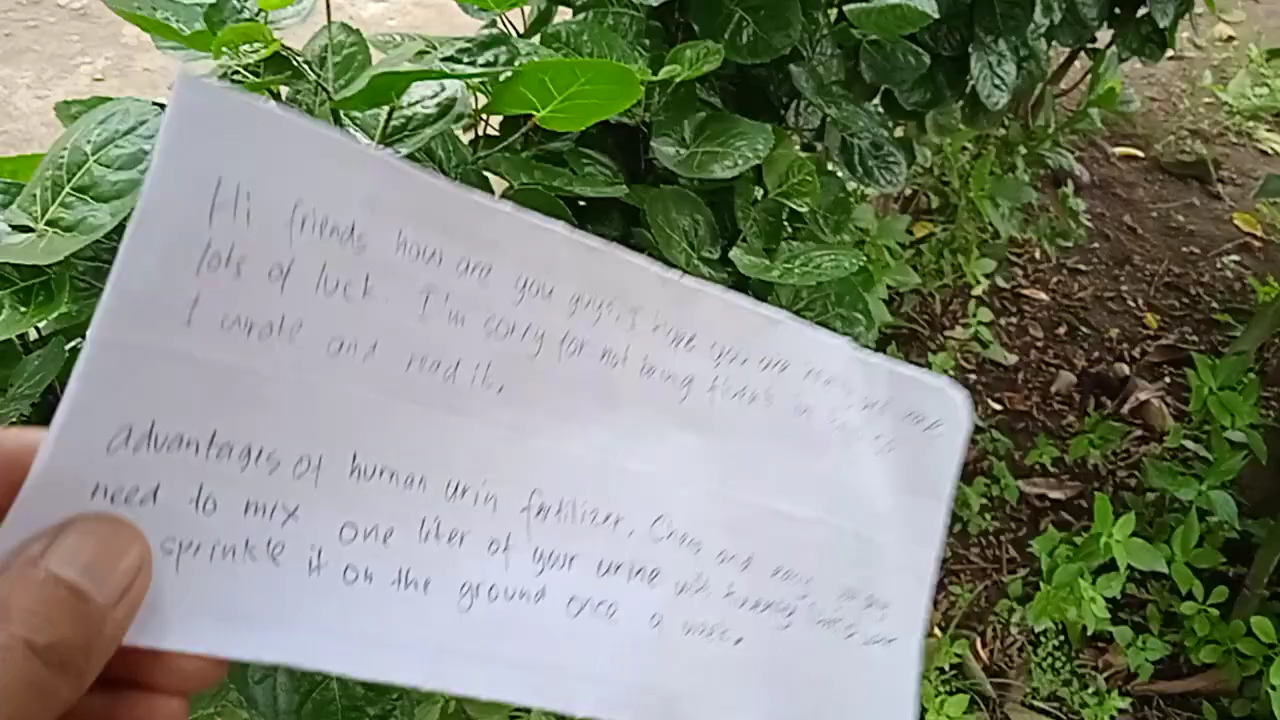 Hi friends how are you guys, I hope you are
lots of luck. I'm sorry for not being
I wrote and read it,
advantages of human urin fertilizer, Cheap and easy,
need to mix one liter of your urine with
sprinkle it on the ground once a week,